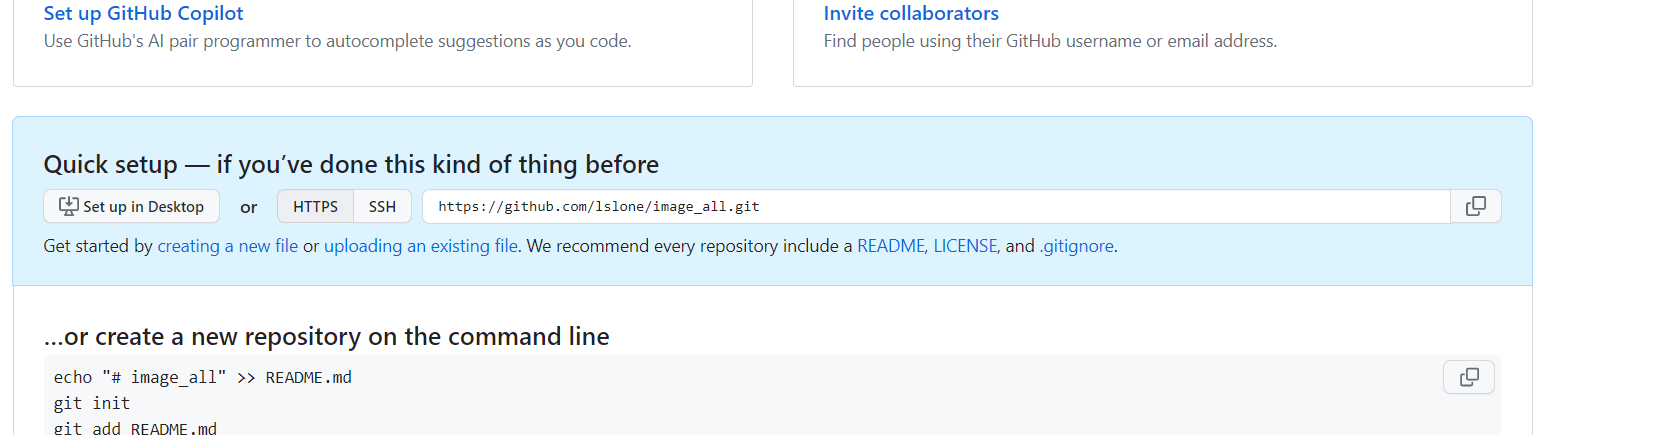 Set up GitHub Copilot
Use GitHub's AI pair programmer to autocomplete suggestions as you code.
Invite collaborators
Find people using their GitHub username or email address.
Quick setup — if you’ve done this kind of thing before
Set up in Desktop or HTTPS SSH https://github.com/lslone/image_all.git
Get started by creating a new file or uploading an existing file. We recommend every repository include a README, LICENSE, and .gitignore.
…or create a new repository on the command line
echo "# image_all" >> README.md
git init
git add README.md